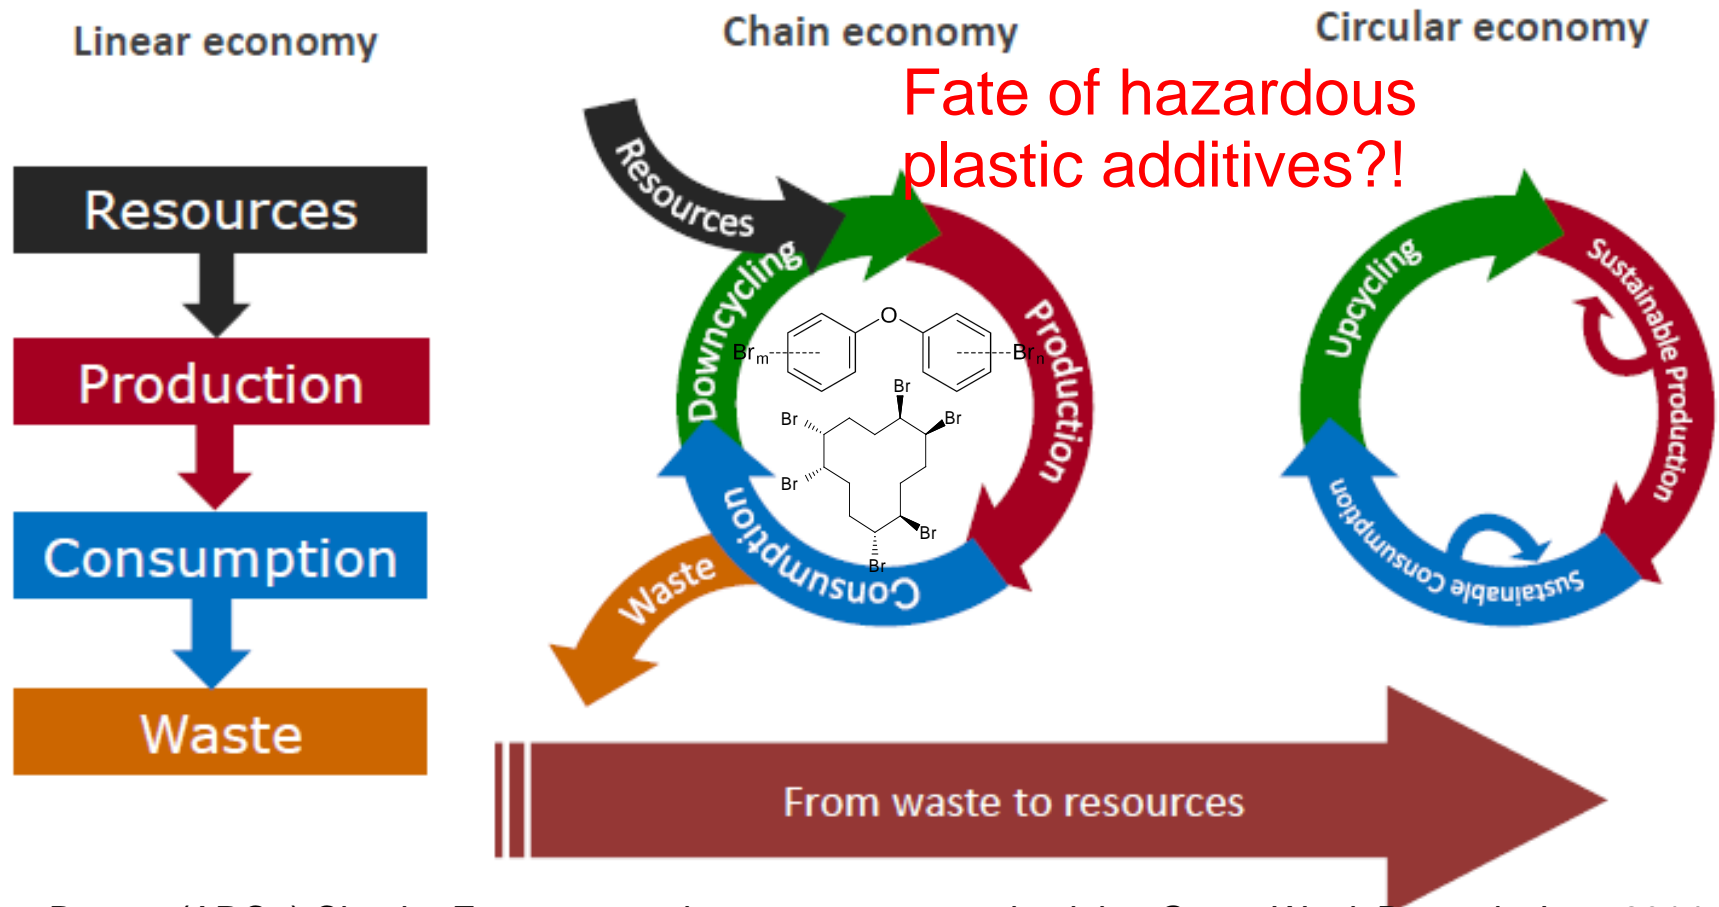 Linear economy
Resources
Production
Consumption
Waste
Chain economy
Fate of hazardous
plastic additives?!
Resources
Downcycling
Production
Consumption
Waste
O
Brm
Brn
Br
Br
Br
Br
Br
Br
Circular economy
Upcycling
Sustainable Production
Sustainable Consumption
From waste to resources